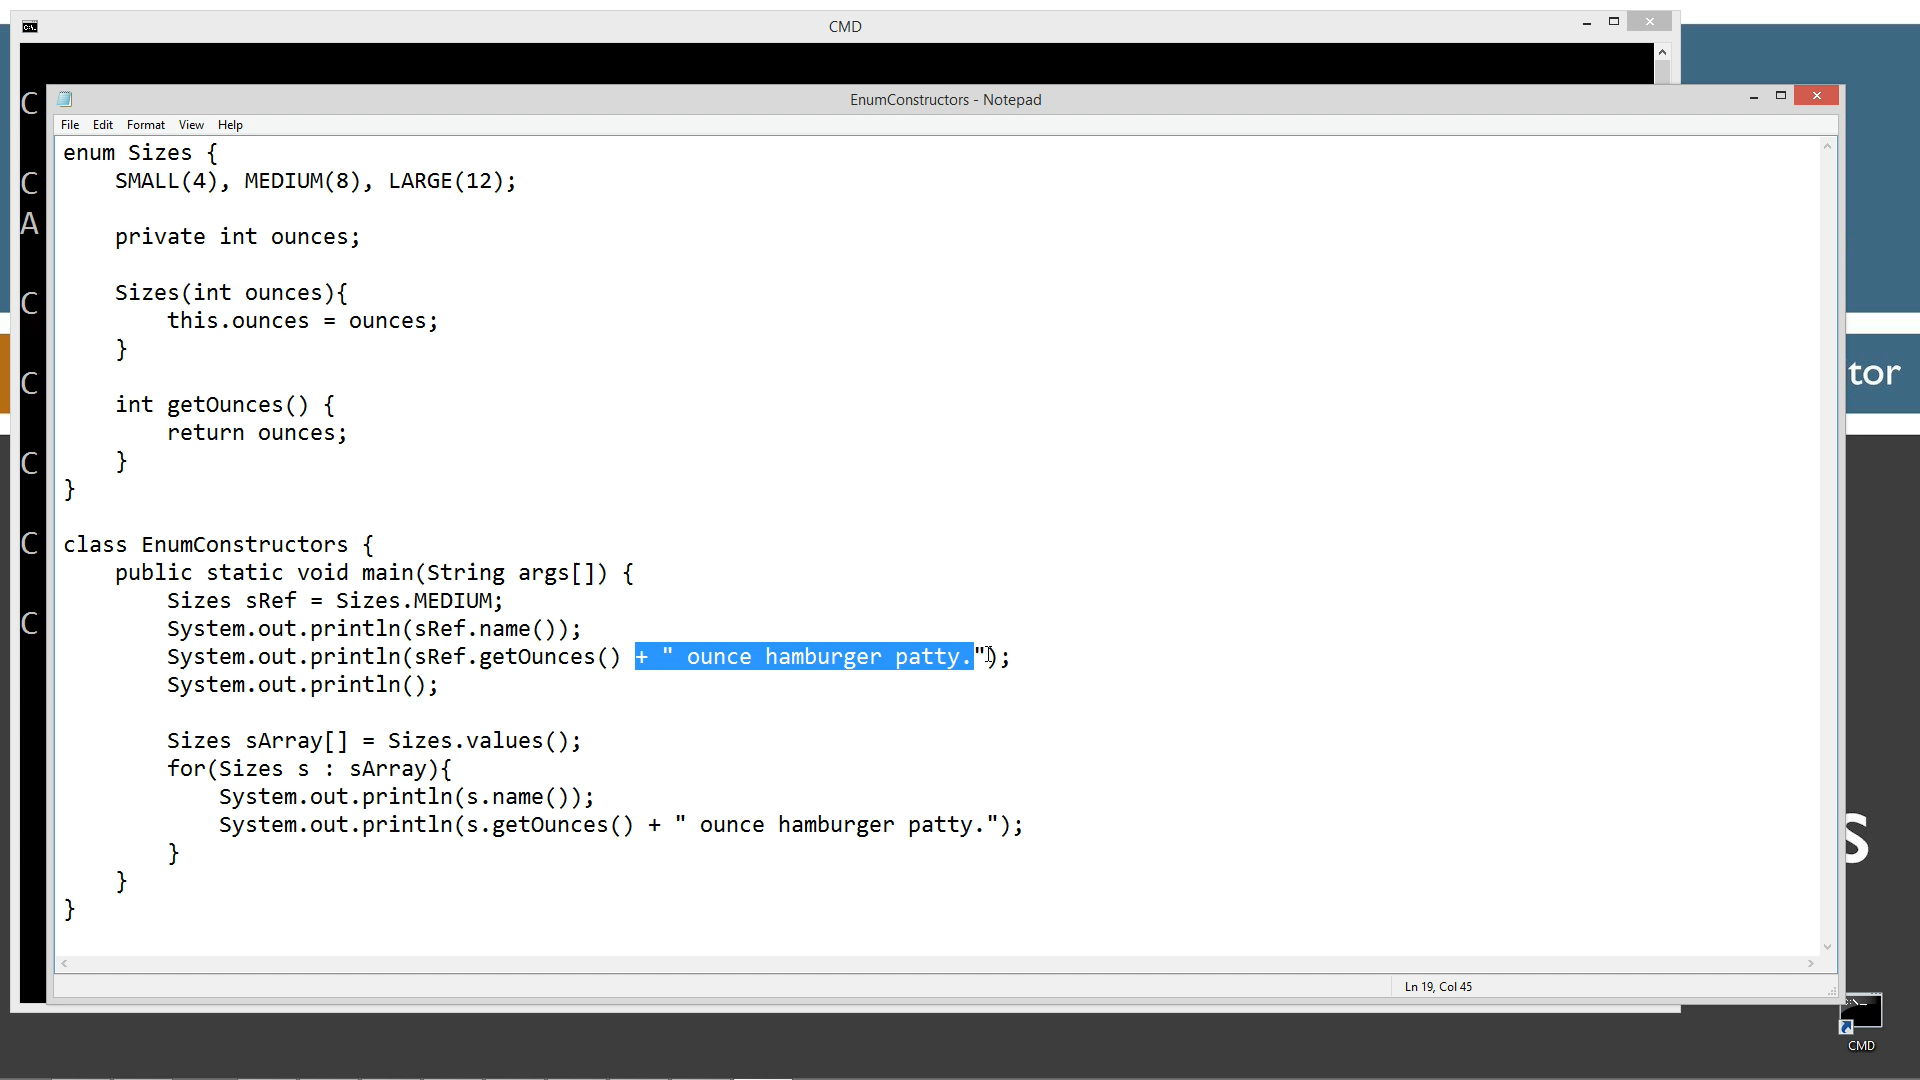 CMD
C
EnumConstructors - Notepad
File Edit Format View Help
enum Sizes {
SMALL(4), MEDIUM(8), LARGE(12);
private int ounces;
Sizes(int ounces){
this.ounces = ounces;
}
int getOunces() {
return ounces;
}
}
class EnumConstructors {
public static void main(String args[]) {
Sizes sRef = Sizes.MEDIUM;
System.out.println(sRef.name());
System.out.println(sRef.getOunces() + " ounce hamburger patty.");
System.out.println();
Sizes sArray[] = Sizes.values();
for(Sizes s : sArray){
System.out.println(s.name());
System.out.println(s.getOunces() + " ounce hamburger patty.");
}
}
}
Ln 19, Col 45
C
A
C
C
C
C
C
tor
s
CMD